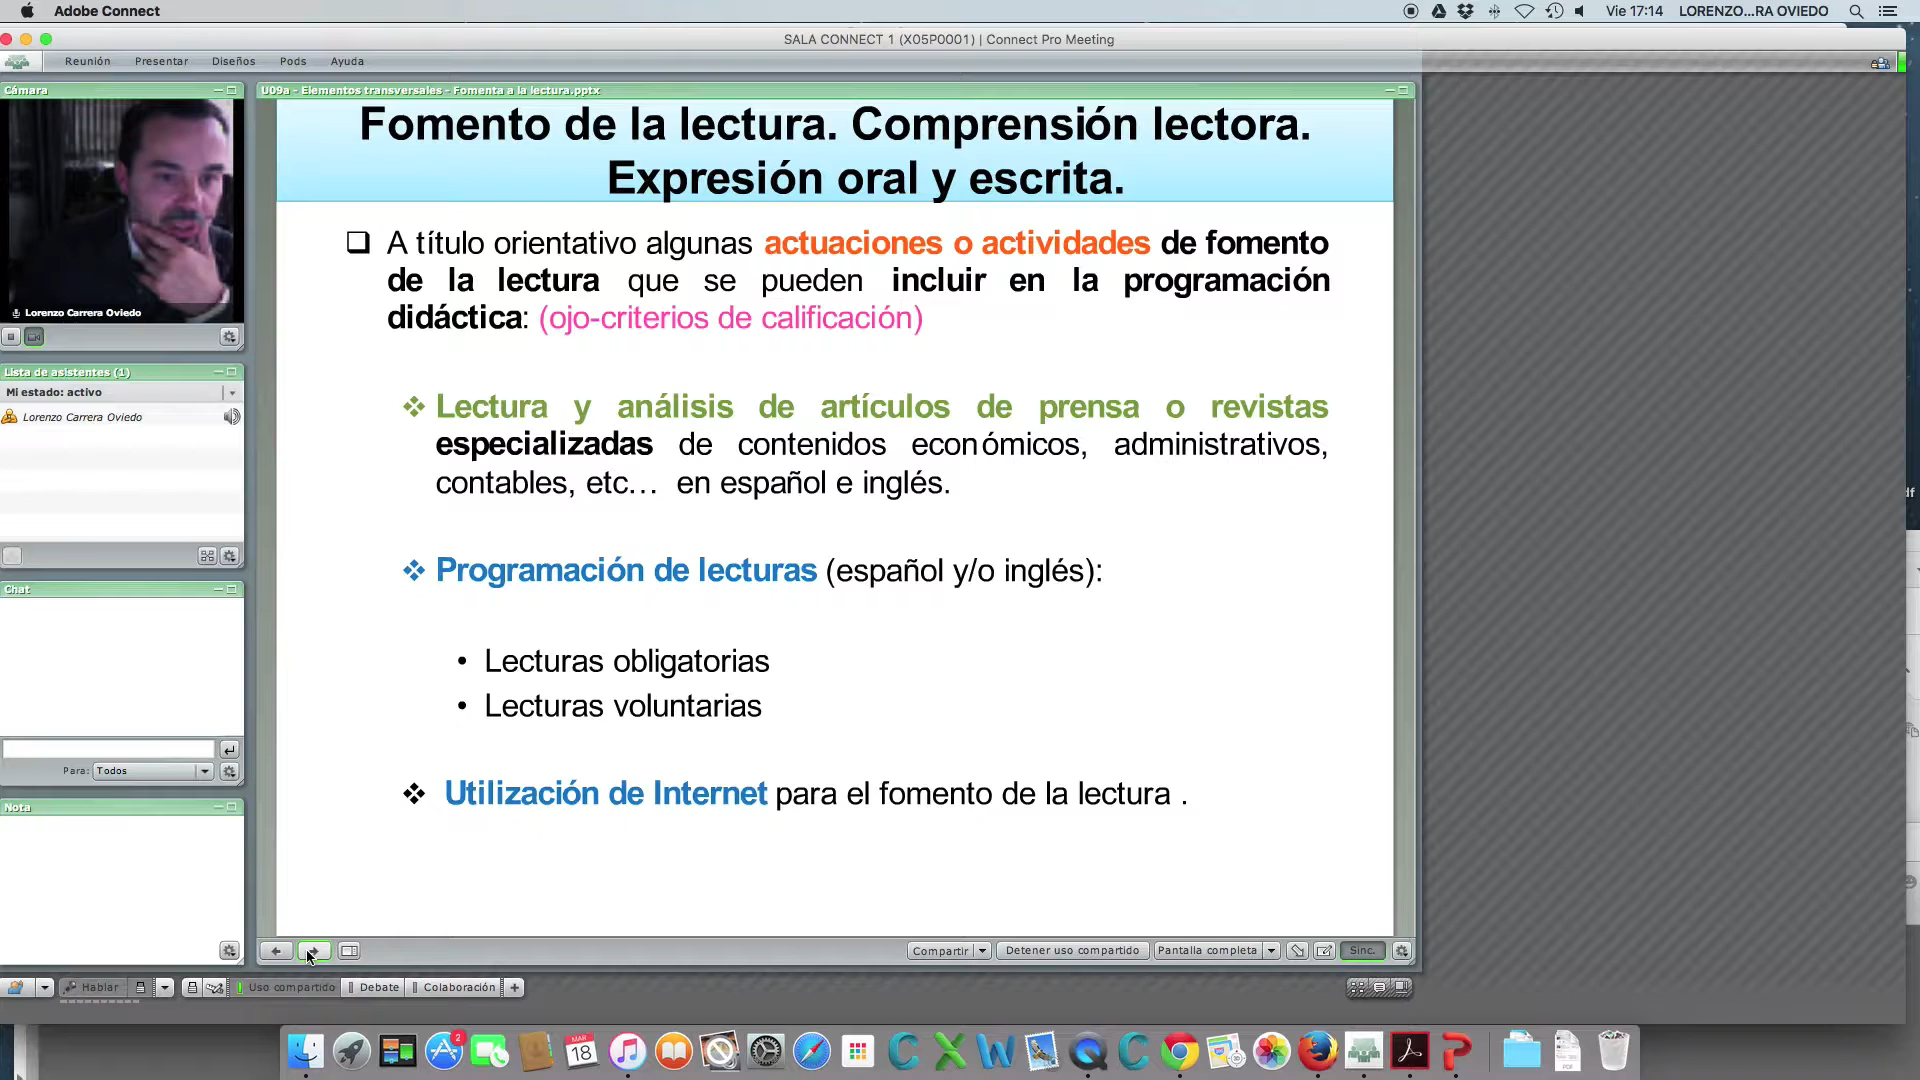 Adobe Connect
Vie 17:14 LORENZO...RA OVIEDO
SALA CONNECT 1 (X05P0001) | Connect Pro Meeting
Reunión Presentar Diseños Pods Ayuda
Cámara
Lorenzo Carrera Oviedo
Lista de asistentes (1)
Mi estado: activo
Lorenzo Carrera Oviedo
Chat
Para: Todos
Nota
U09a - Elementos transversales - Fomenta a la lectura.pptx
Fomento de la lectura. Comprensión lectora.
Expresión oral y escrita.
A título orientativo algunas actuaciones o actividades de fomento
de la lectura que se pueden incluir en la programación
didáctica: (ojo-criterios de calificación)
Lectura y análisis de artículos de prensa o revistas
especializadas de contenidos económicos, administrativos,
contables, etc… en español e inglés.
Programación de lecturas (español y/o inglés):
• Lecturas obligatorias
• Lecturas voluntarias
Utilización de Internet para el fomento de la lectura .
Compartir Detener uso compartido Pantalla completa Sinc.
Hablar Uso compartido Debate Colaboración +
2
MAR
18
df